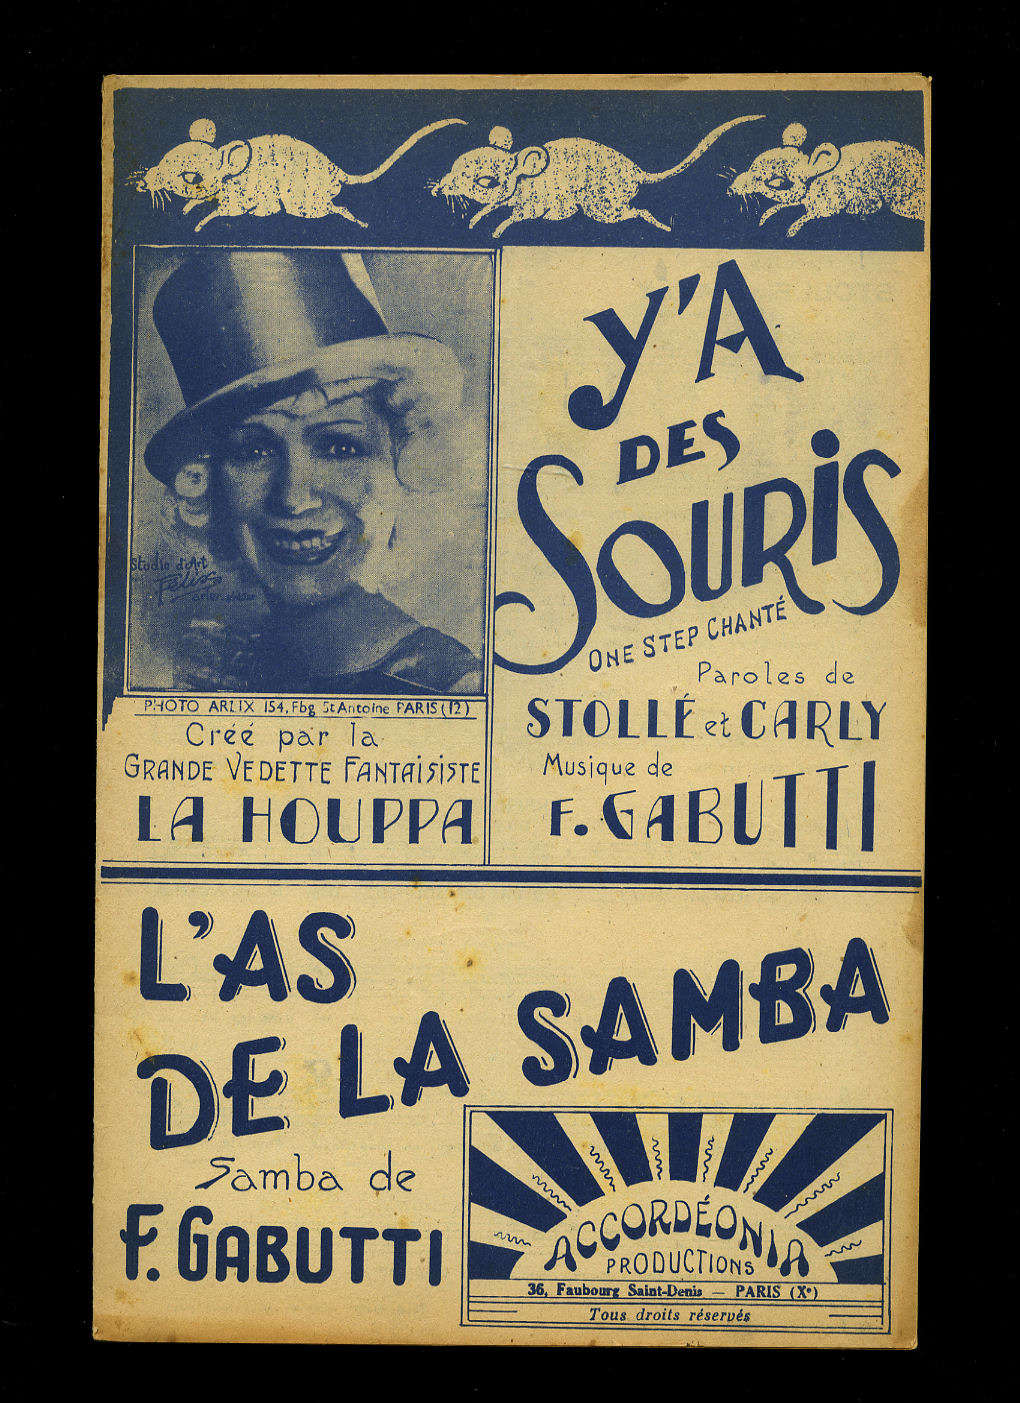 Y'A
DES
SOURIS
ONE STEP CHANTÉ
Paroles de
STOLLÉ et CARLY
Musique de
F. GABUTTI
Studio d'Art
Félix
PHOTO ARLIX 154, Fbg St Antoine PARIS (12)
Créé par la
GRANDE VEDETTE FANTAISISTE
LA HOUPPA
L'AS
DE LA SAMBA
Samba de
F. GABUTTI
ACCORDÉONIA
PRODUCTIONS
36, Faubourg Saint-Denis — PARIS (Xe)
Tous droits réservés